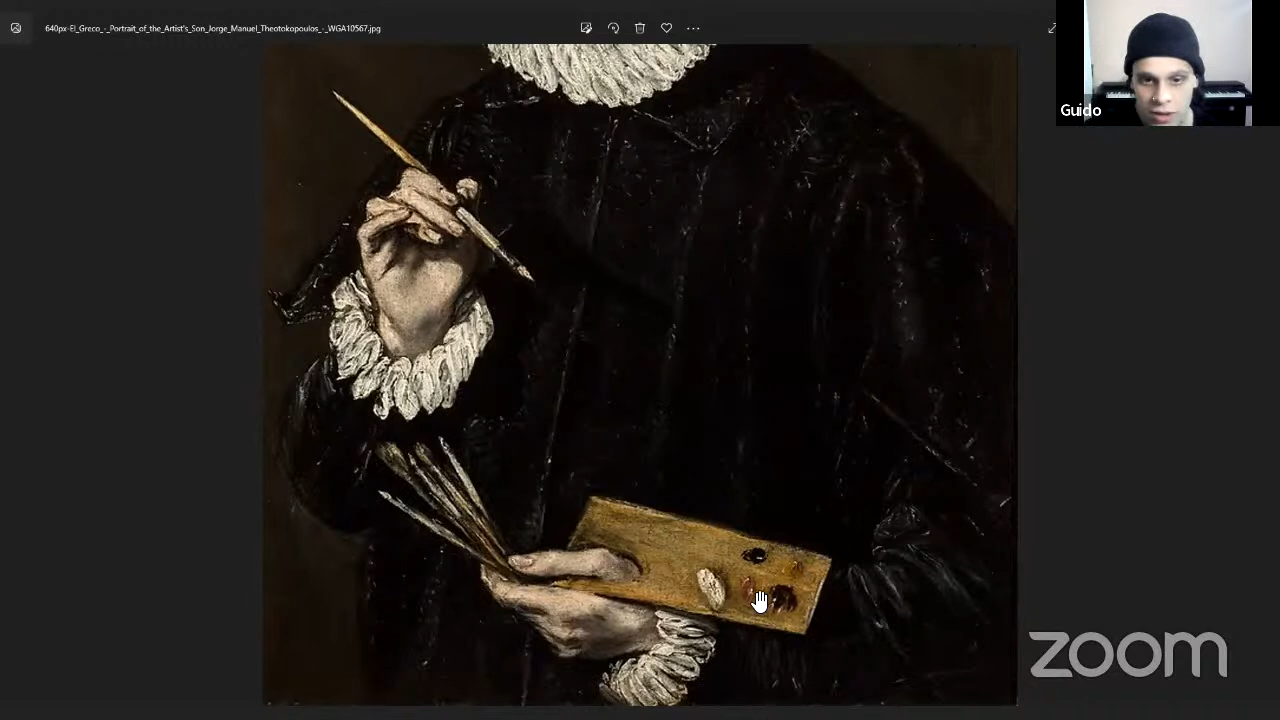 640px-El_Greco_-_Portrait_of_the_Artist's_Son_Jorge_Manuel_Theotokopoulos_-_WGA10567.jpg
Guido
zoom